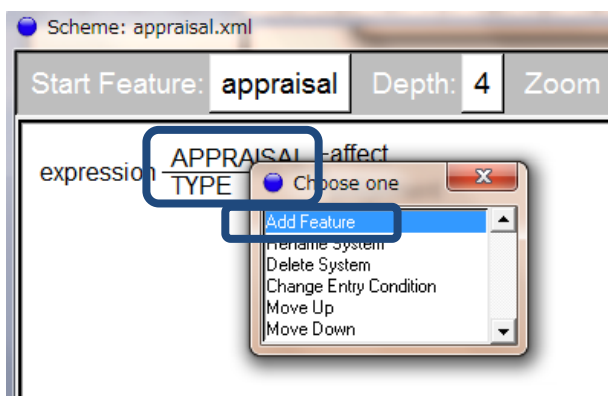 Scheme: appraisal.xml
Start Feature: appraisal Depth: 4 Zoom
expression APPRAISAL affect
TYPE
Choose one
Add Feature
Rename System
Delete System
Change Entry Condition
Move Up
Move Down